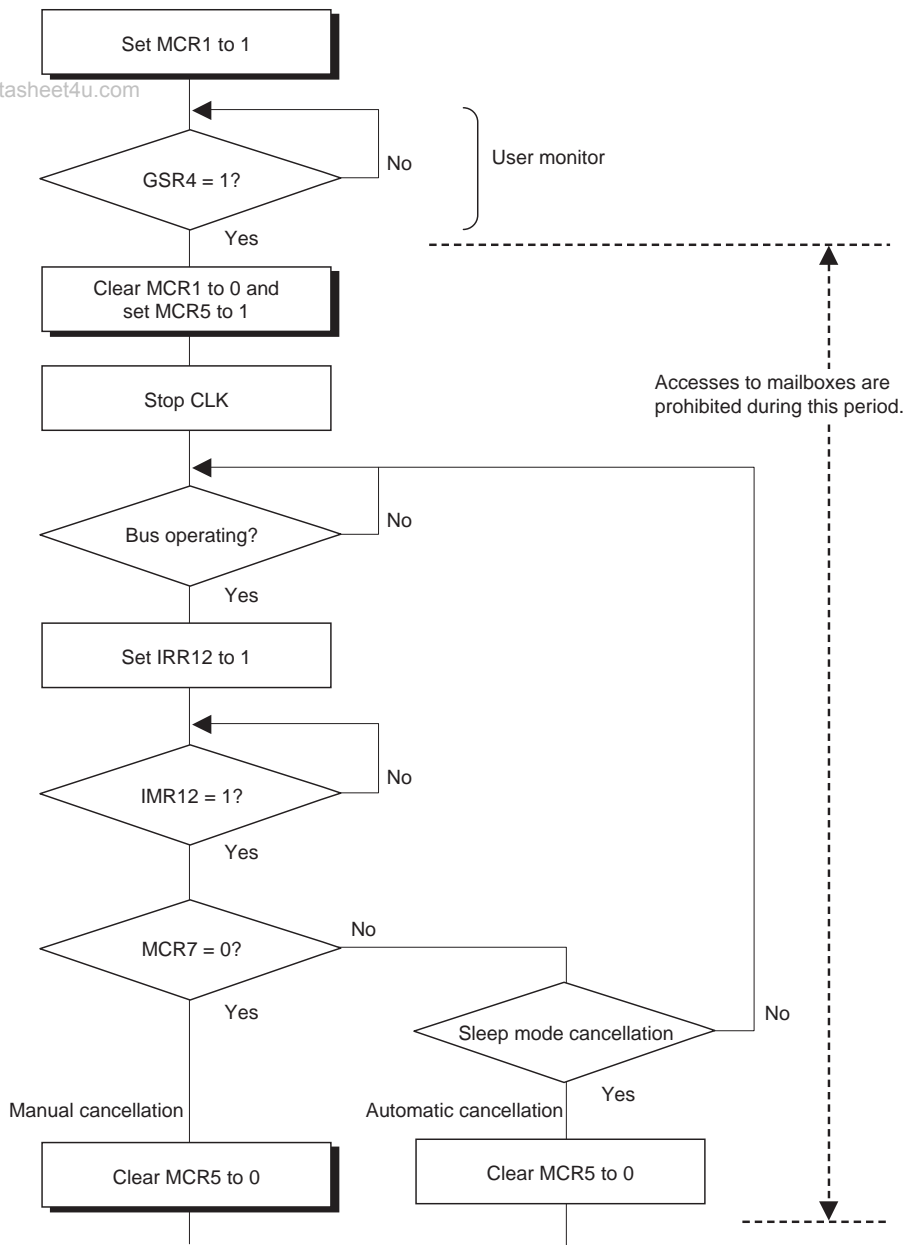 Set MCR1 to 1
tasheet4u.com
No
User monitor
GSR4 = 1?
Yes
Clear MCR1 to 0 and
set MCR5 to 1
Stop CLK
Accesses to mailboxes are
prohibited during this period.
No
Bus operating?
Yes
Set IRR12 to 1
No
IMR12 = 1?
Yes
No
MCR7 = 0?
Yes
No
Sleep mode cancellation
Yes
Manual cancellation
Automatic cancellation
Clear MCR5 to 0
Clear MCR5 to 0